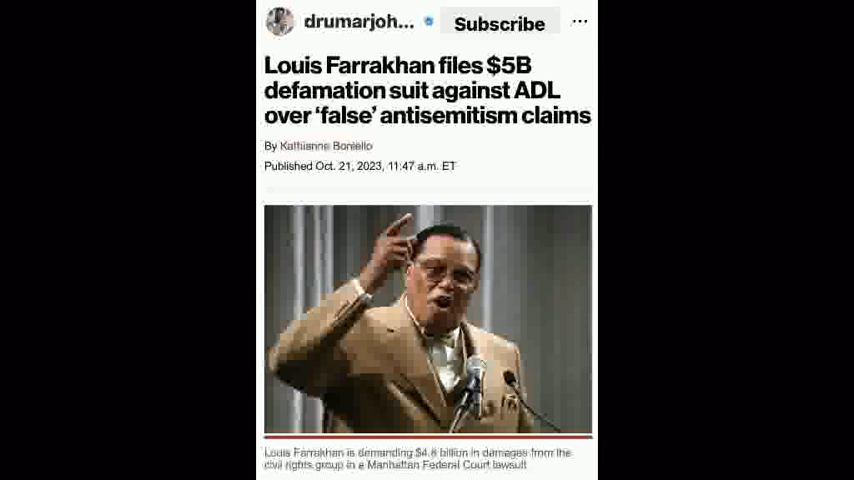 drumarjoh...
Subscribe
Louis Farrakhan files $5B
defamation suit against ADL
over ‘false’ antisemitism claims
By Kathianne Boniello
Published Oct. 21, 2023, 11:47 a.m. ET
Louis Farrakhan is demanding $4.8 billion in damages from the
civil rights group in a Manhattan Federal Court lawsuit